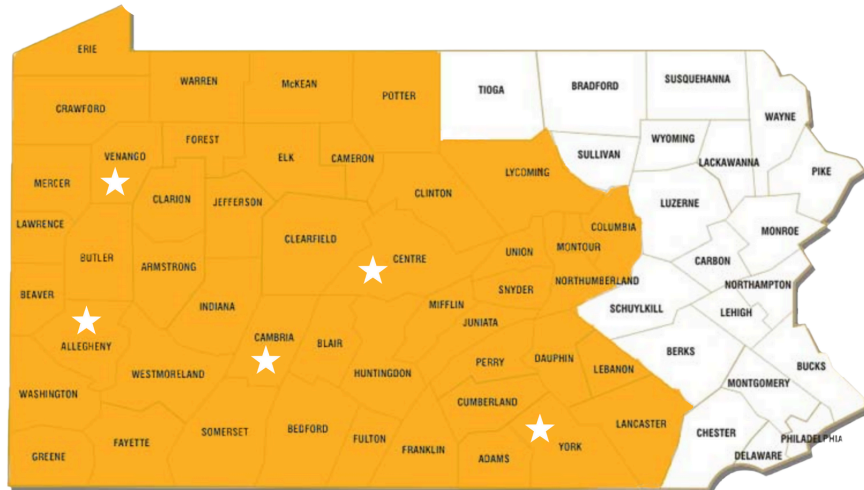 ERIE
WARREN
McKEAN
POTTER
TIOGA
BRADFORD
SUSQUEHANNA
WAYNE
CRAWFORD
FOREST
VENANGO
ELK
CAMERON
LYCOMING
SULLIVAN
WYOMING
LACKAWANNA
PIKE
MERCER
CLARION
JEFFERSON
CLINTON
LUZERNE
LAWRENCE
CLEARFIELD
COLUMBIA
MONROE
BUTLER
ARMSTRONG
CENTRE
UNION
MONTOUR
CARBON
BEAVER
INDIANA
SNYDER
NORTHUMBERLAND
NORTHAMPTON
MIFFLIN
SCHUYLKILL
LEHIGH
ALLEGHENY
CAMBRIA
BLAIR
JUNIATA
WESTMORELAND
HUNTINGDON
PERRY
DAUPHIN
LEBANON
BERKS
BUCKS
WASHINGTON
CUMBERLAND
MONTGOMERY
GREENE
FAYETTE
SOMERSET
BEDFORD
FULTON
FRANKLIN
ADAMS
YORK
LANCASTER
CHESTER
DELAWARE
PHILADELPHIA